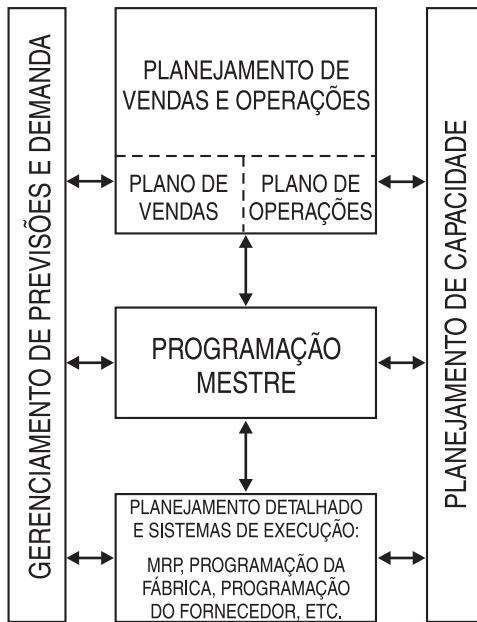 GERENCIAMENTO DE PREVISÕES E DEMANDA
PLANEJAMENTO DE
VENDAS E OPERAÇÕES
PLANO DE
VENDAS
PLANO DE
OPERAÇÕES
PROGRAMAÇÃO
MESTRE
PLANEJAMENTO DETALHADO
E SISTEMAS DE EXECUÇÃO:
MRP, PROGRAMAÇÃO DA
FÁBRICA, PROGRAMAÇÃO
DO FORNECEDOR, ETC.
PLANEJAMENTO DE CAPACIDADE